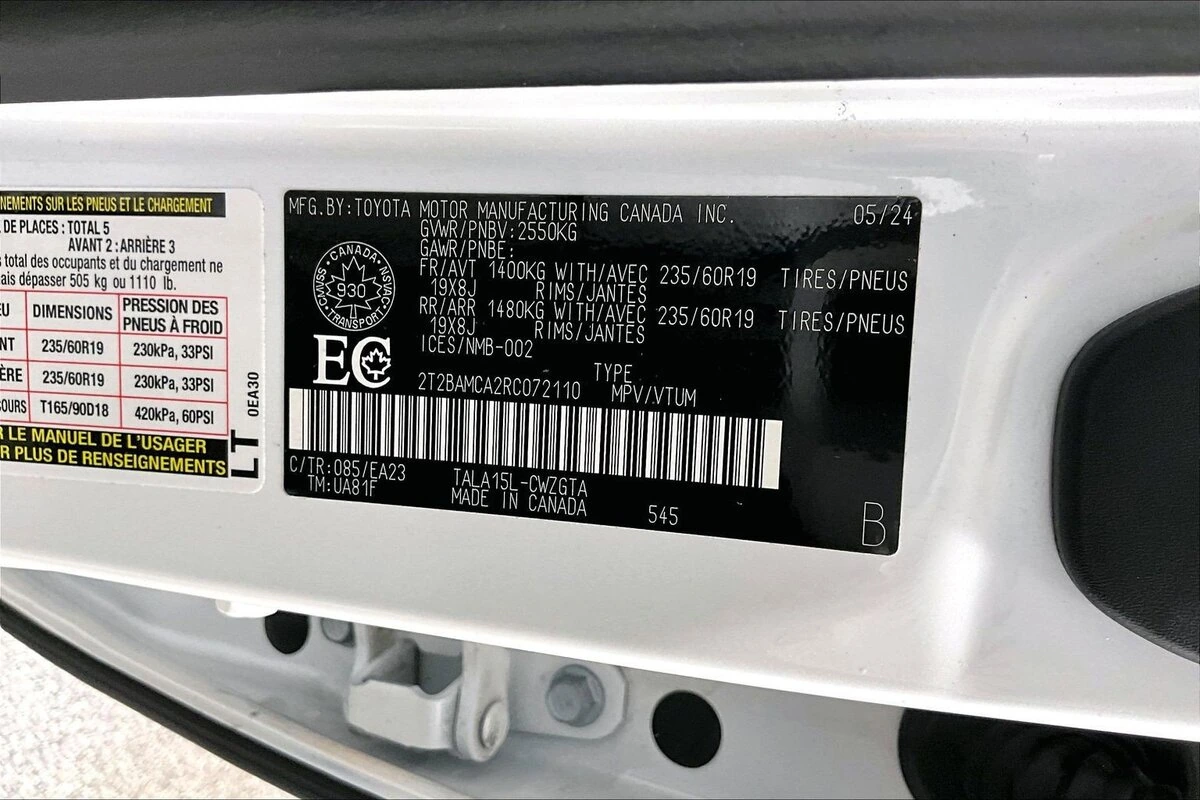 NEMENTS SUR LES PNEUS ET LE CHARGEMENT
DE PLACES : TOTAL 5
AVANT 2 : ARRIÈRE 3
total des occupants et du chargement ne
ais dépasser 505 kg ou 1110 lb.
EU DIMENSIONS PRESSION DES PNEUS À FROID
NT 235/60R19 230kPa, 33PSI
ÈRE 235/60R19 230kPa, 33PSI
OURS T165/90D18 420kPa, 60PSI
R LE MANUEL DE L'USAGER
R PLUS DE RENSEIGNEMENTS
0EA30
LT
MFG.BY:TOYOTA MOTOR MANUFACTURING CANADA INC. 05/24
GVWR/PNBV:2550KG
GAWR/PNBE:
FR/AVT 1400KG WITH/AVEC 235/60R19 TIRES/PNEUS
19X8J RIMS/JANTES
RR/ARR 1480KG WITH/AVEC 235/60R19 TIRES/PNEUS
19X8J RIMS/JANTES
ICES/NMB-002
CANADA
930
TRANSPORT
EC
TYPE
2T2BAMCA2RC072110 MPV/VTUM
C/TR:085/EA23 TALA15L-CWZGTA
TM:UA81F MADE IN CANADA 545
B